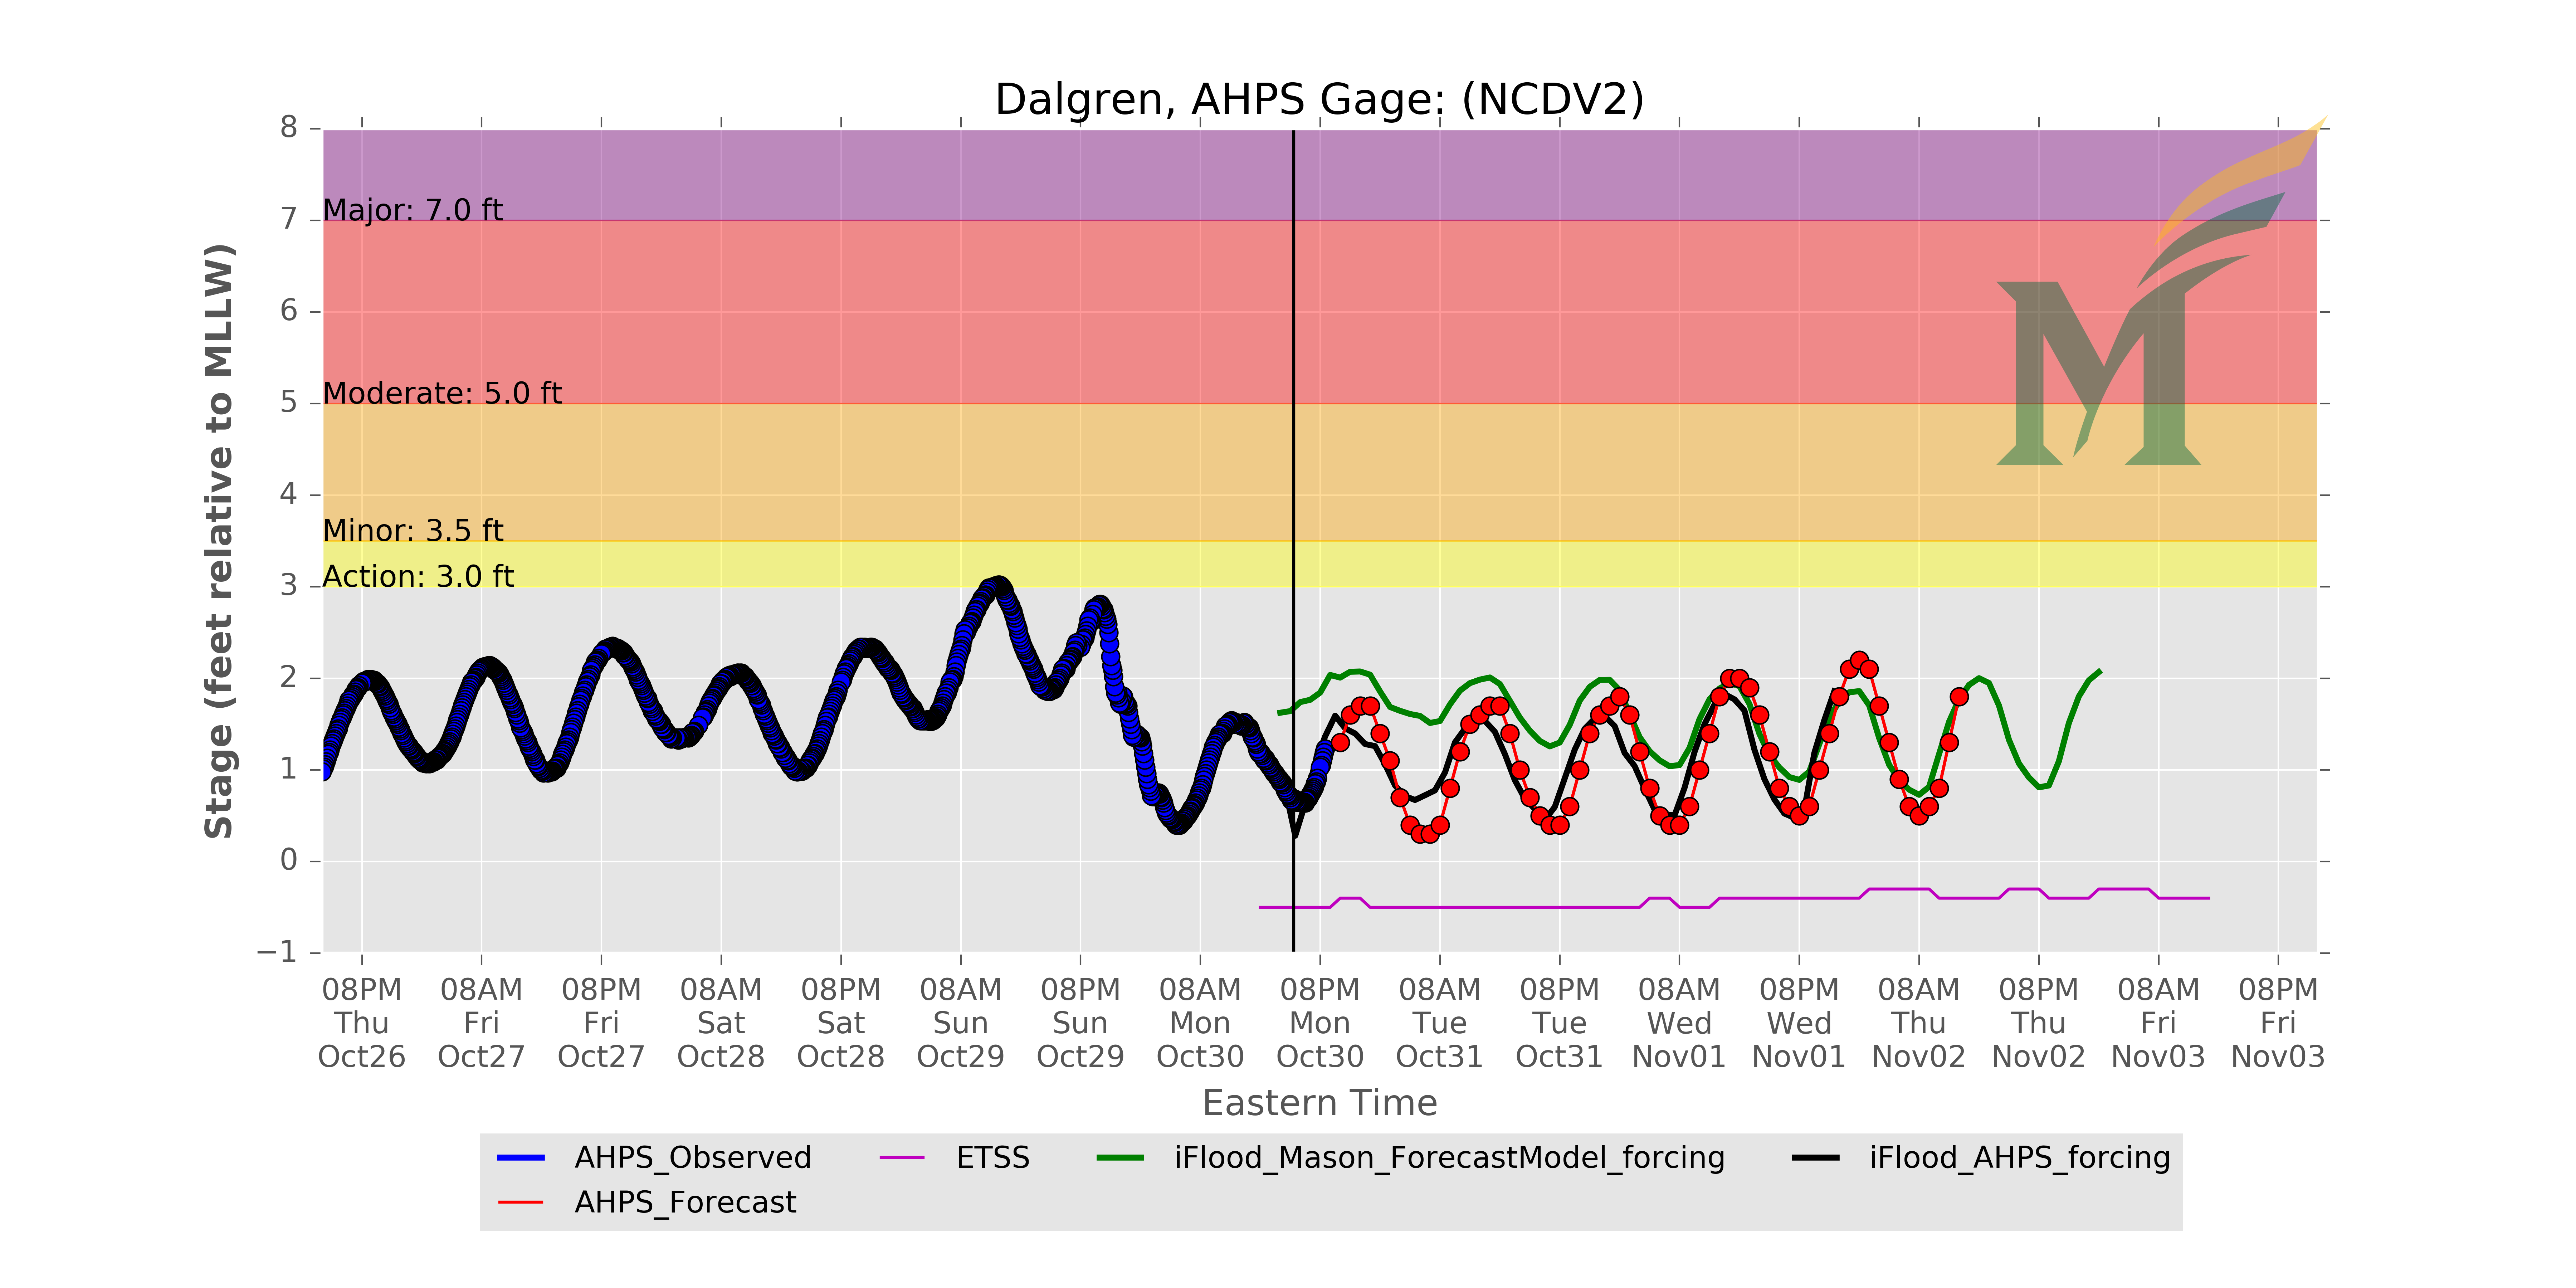 Dalgren, AHPS Gage: (NCDV2)
Stage (feet relative to MLLW)
8
7
6
5
4
3
2
1
0
−1
Major: 7.0 ft
Moderate: 5.0 ft
Minor: 3.5 ft
Action: 3.0 ft
M
08PM 08AM 08PM 08AM 08PM 08AM 08PM 08AM 08PM 08AM 08PM 08AM 08PM 08AM 08PM 08AM 08PM
Thu Fri Fri Sat Sat Sun Sun Mon Mon Tue Tue Wed Wed Thu Thu Fri Fri
Oct26 Oct27 Oct27 Oct28 Oct28 Oct29 Oct29 Oct30 Oct30 Oct31 Oct31 Nov01 Nov01 Nov02 Nov02 Nov03 Nov03
Eastern Time
AHPS_Observed ETSS iFlood_Mason_ForecastModel_forcing iFlood_AHPS_forcing
AHPS_Forecast